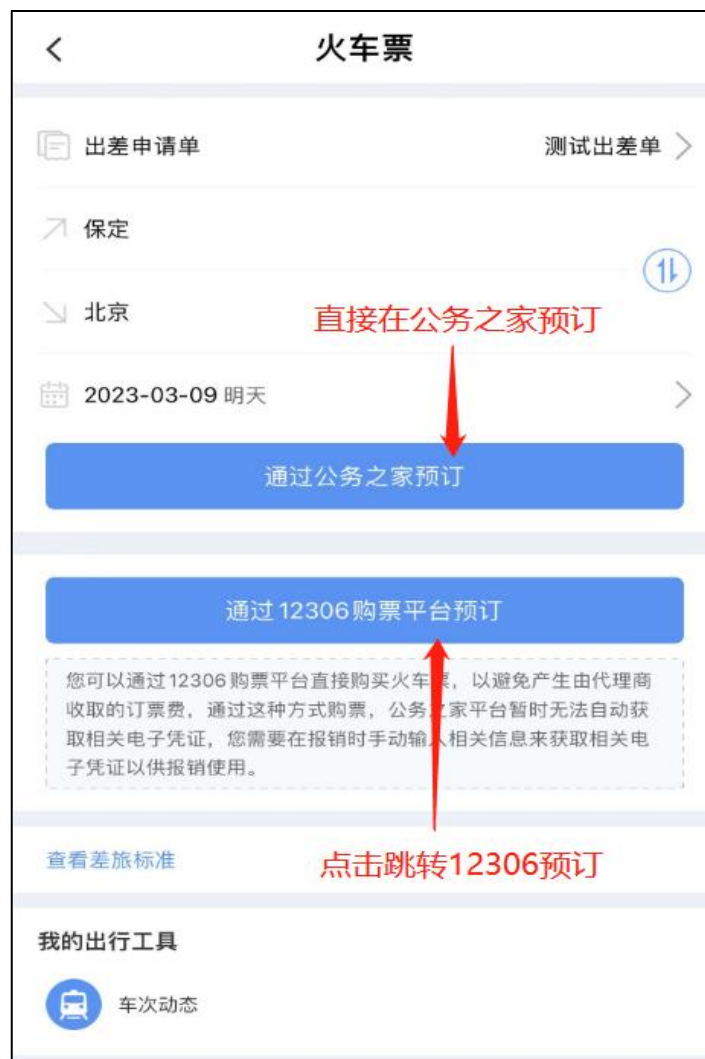 火车票
出差申请单 测试出差单
保定
北京
直接在公务之家预订
2023-03-09 明天
通过公务之家预订
通过12306购票平台预订
您可以通过12306购票平台直接购买火车票，以避免产生由代理商
收取的订票费，通过这种方式购票，公务之家平台暂时无法自动获
取相关电子凭证，您需要在报销时手动输入相关信息来获取相关电
子凭证以供报销使用。
查看差旅标准
点击跳转12306预订
我的出行工具
车次动态